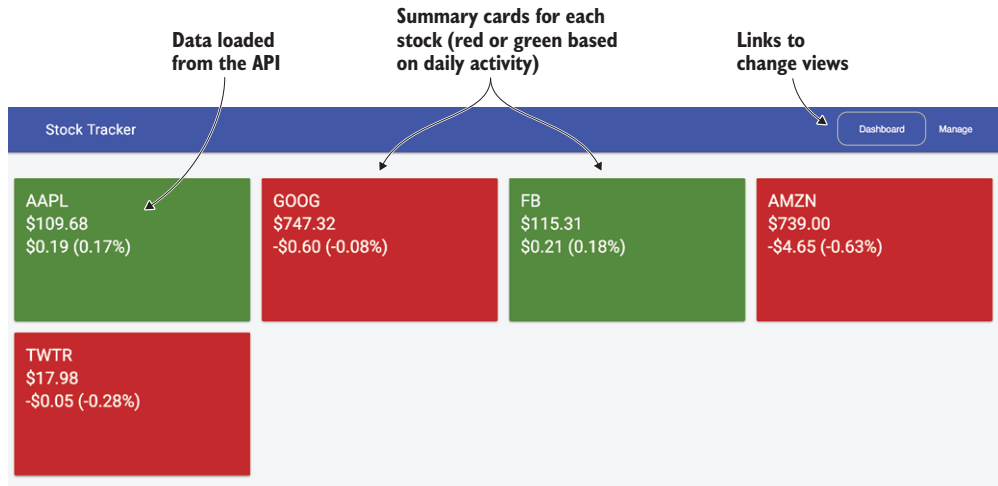 Data loaded
from the API
Summary cards for each
stock (red or green based
on daily activity)
Links to
change views
Stock Tracker
Dashboard
Manage
AAPL
$109.68
$0.19 (0.17%)
GOOG
$747.32
-$0.60 (-0.08%)
FB
$115.31
$0.21 (0.18%)
AMZN
$739.00
-$4.65 (-0.63%)
TWTR
$17.98
-$0.05 (-0.28%)